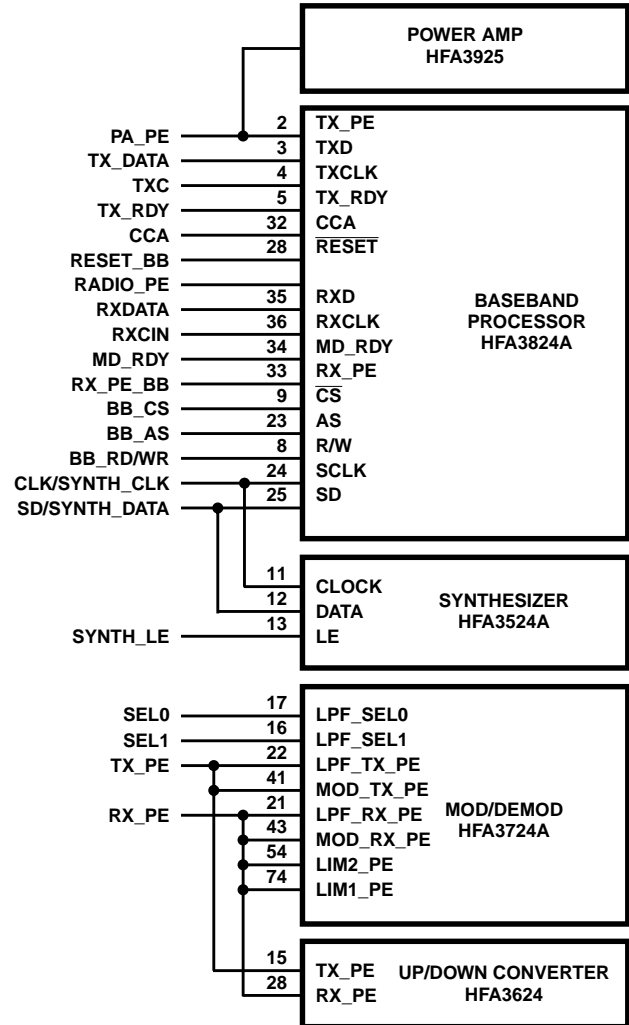 POWER AMP
HFA3925
PA_PE 2 TX_PE
TX_DATA 3 TXD
TXC 4 TXCLK
TX_RDY 5 TX_RDY
CCA 32 CCA
RESET_BB 28 RESET
RADIO_PE
RXDATA 35 RXD
RXCIN 36 RXCLK
MD_RDY 34 MD_RDY
RX_PE_BB 33 RX_PE
BB_CS 9 CS
BB_AS 23 AS
BB_RD/WR 8 R/W
CLK/SYNTH_CLK 24 SCLK
SD/SYNTH_DATA 25 SD
BASEBAND
PROCESSOR
HFA3824A
11 CLOCK
12 DATA
SYNTH_LE 13 LE
SYNTHESIZER
HFA3524A
SEL0 17 LPF_SEL0
SEL1 16 LPF_SEL1
TX_PE 22 LPF_TX_PE
41 MOD_TX_PE
RX_PE 21 LPF_RX_PE
43 MOD_RX_PE
54 LIM2_PE
74 LIM1_PE
MOD/DEMOD
HFA3724A
15 TX_PE
28 RX_PE
UP/DOWN CONVERTER
HFA3624